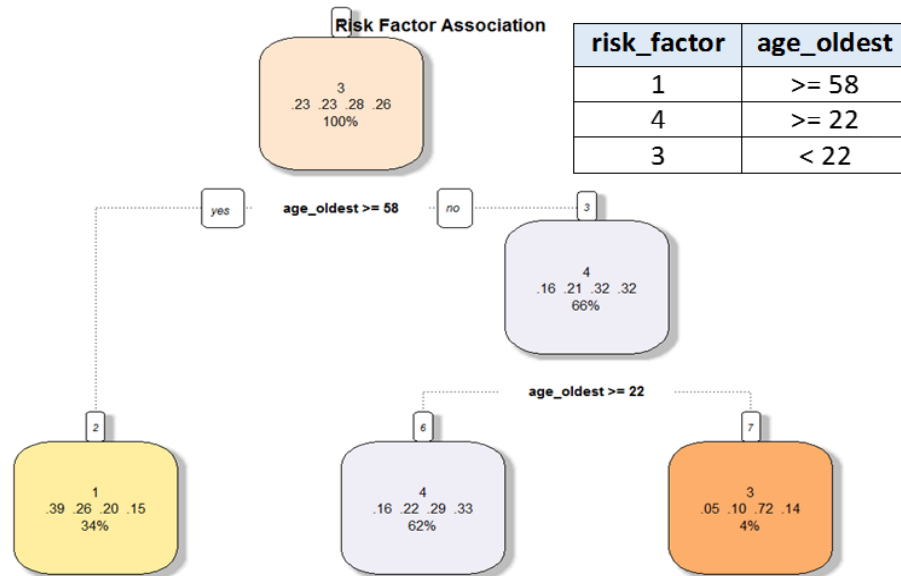 Risk Factor Association
risk_factor age_oldest
1 >= 58
4 >= 22
3 < 22
3
.23 .23 .28 .26
100%
yes age_oldest >= 58 no
3
4
.16 .21 .32 .32
66%
age_oldest >= 22
2
1
.39 .26 .20 .15
34%
6
4
.16 .22 .29 .33
62%
7
3
.05 .10 .72 .14
4%